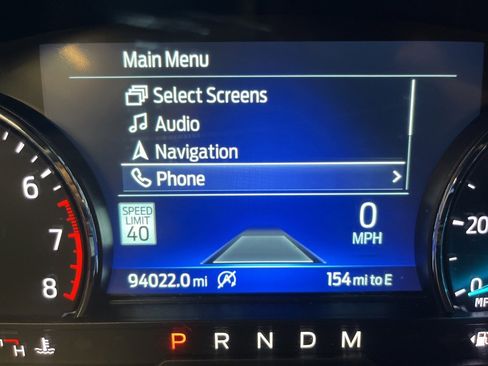 Main Menu
Select Screens
Audio
Navigation
Phone
6
7
8
SPEED
LIMIT
40
0
MPH
20
0
94022.0 mi
154 mi to E
H
P R N D M